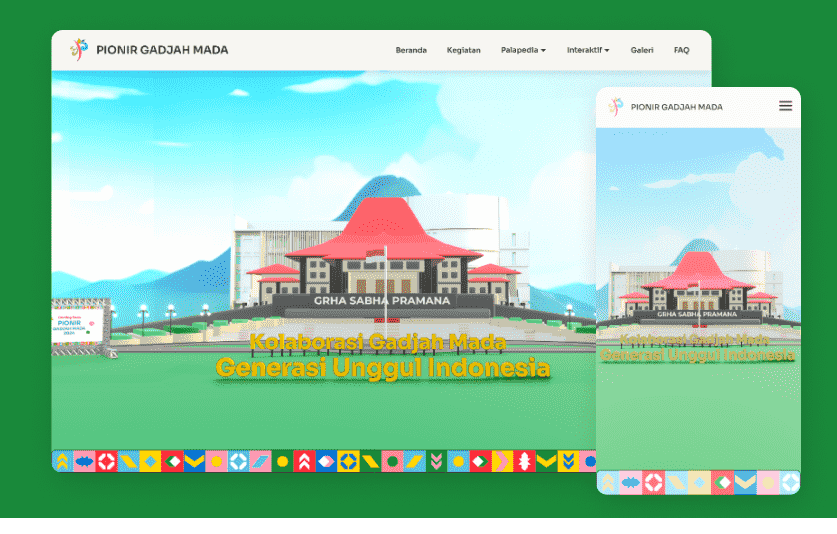 PIONIR GADJAH MADA
Beranda Kegiatan Palapedia Interaktif Galeri FAQ
GRHA SABHA PRAMANA
PIONIR
Kolaborasi Gadjah Mada
Generasi Unggul Indonesia
PIONIR GADJAH MADA
GRHA SABHA PRAMANA
Kolaborasi Gadjah Mada
Generasi Unggul Indonesia